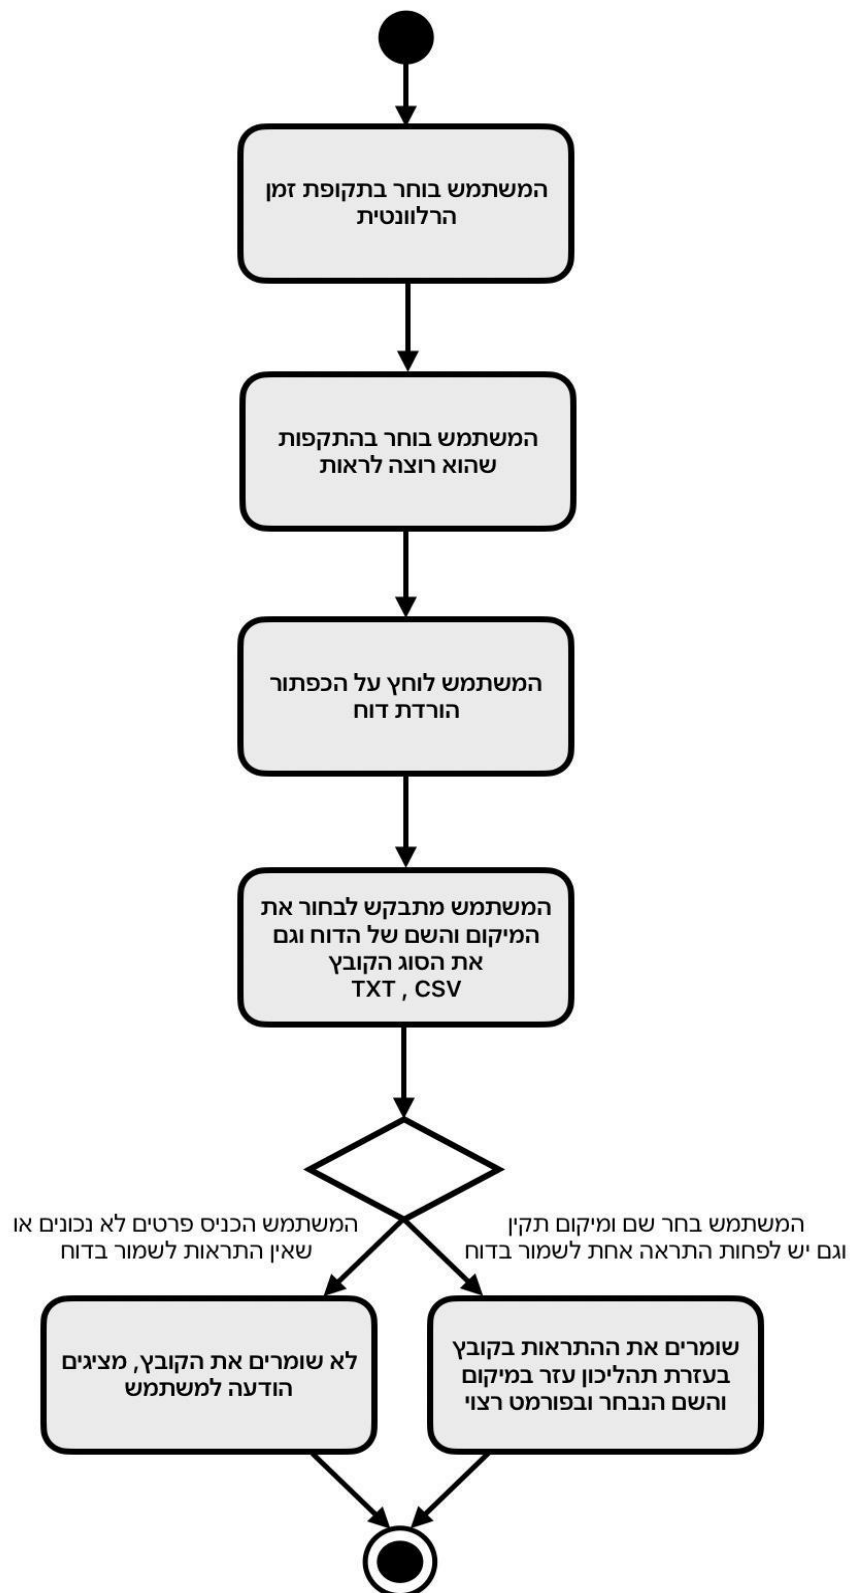 המשתמש בוחר בתקופת זמן
הרלוונטית
המשתמש בוחר בהתקפות
שהוא רוצה לראות
המשתמש לוחץ על הכפתור
הורדת דוח
המשתמש מתבקש לבחור את
המיקום והשם של הדוח וגם
את הסוג הקובץ
TXT , CSV
המשתמש בחר שם ומיקום תקין
וגם יש לפחות התראה אחת לשמור בדוח
המשתמש הכניס פרטים לא נכונים או
שאין התראות לשמור בדוח
שומרים את ההתראות בקובץ
בעזרת תהליכון עזר במיקום
והשם הנבחר ובפורמט רצוי
לא שומרים את הקובץ, מציגים
הודעה למשתמש